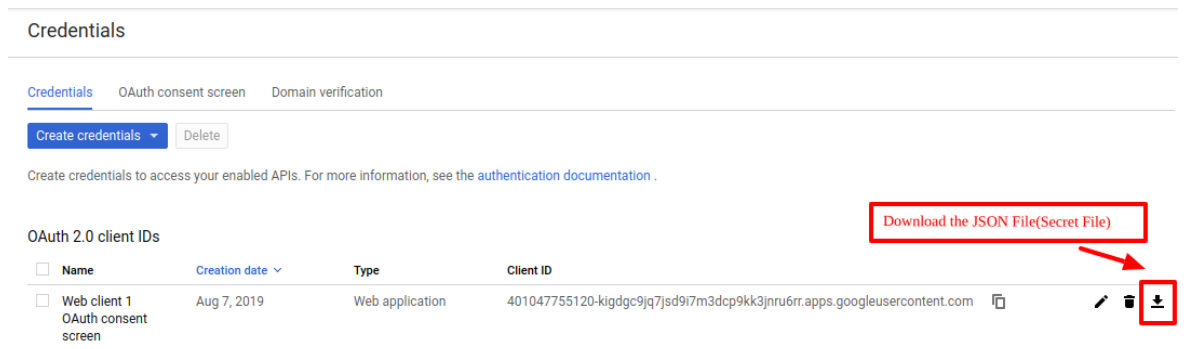 Credentials
Credentials OAuth consent screen Domain verification
Create credentials Delete
Create credentials to access your enabled APIs. For more information, see the authentication documentation .
Download the JSON File(Secret File)
OAuth 2.0 client IDs
Name Creation date Type Client ID
Web client 1 Aug 7, 2019 Web application 401047755120-kigdgc9jq7jsd9i7m3dcp9kk3jnru6rr.apps.googleusercontent.com
OAuth consent
screen